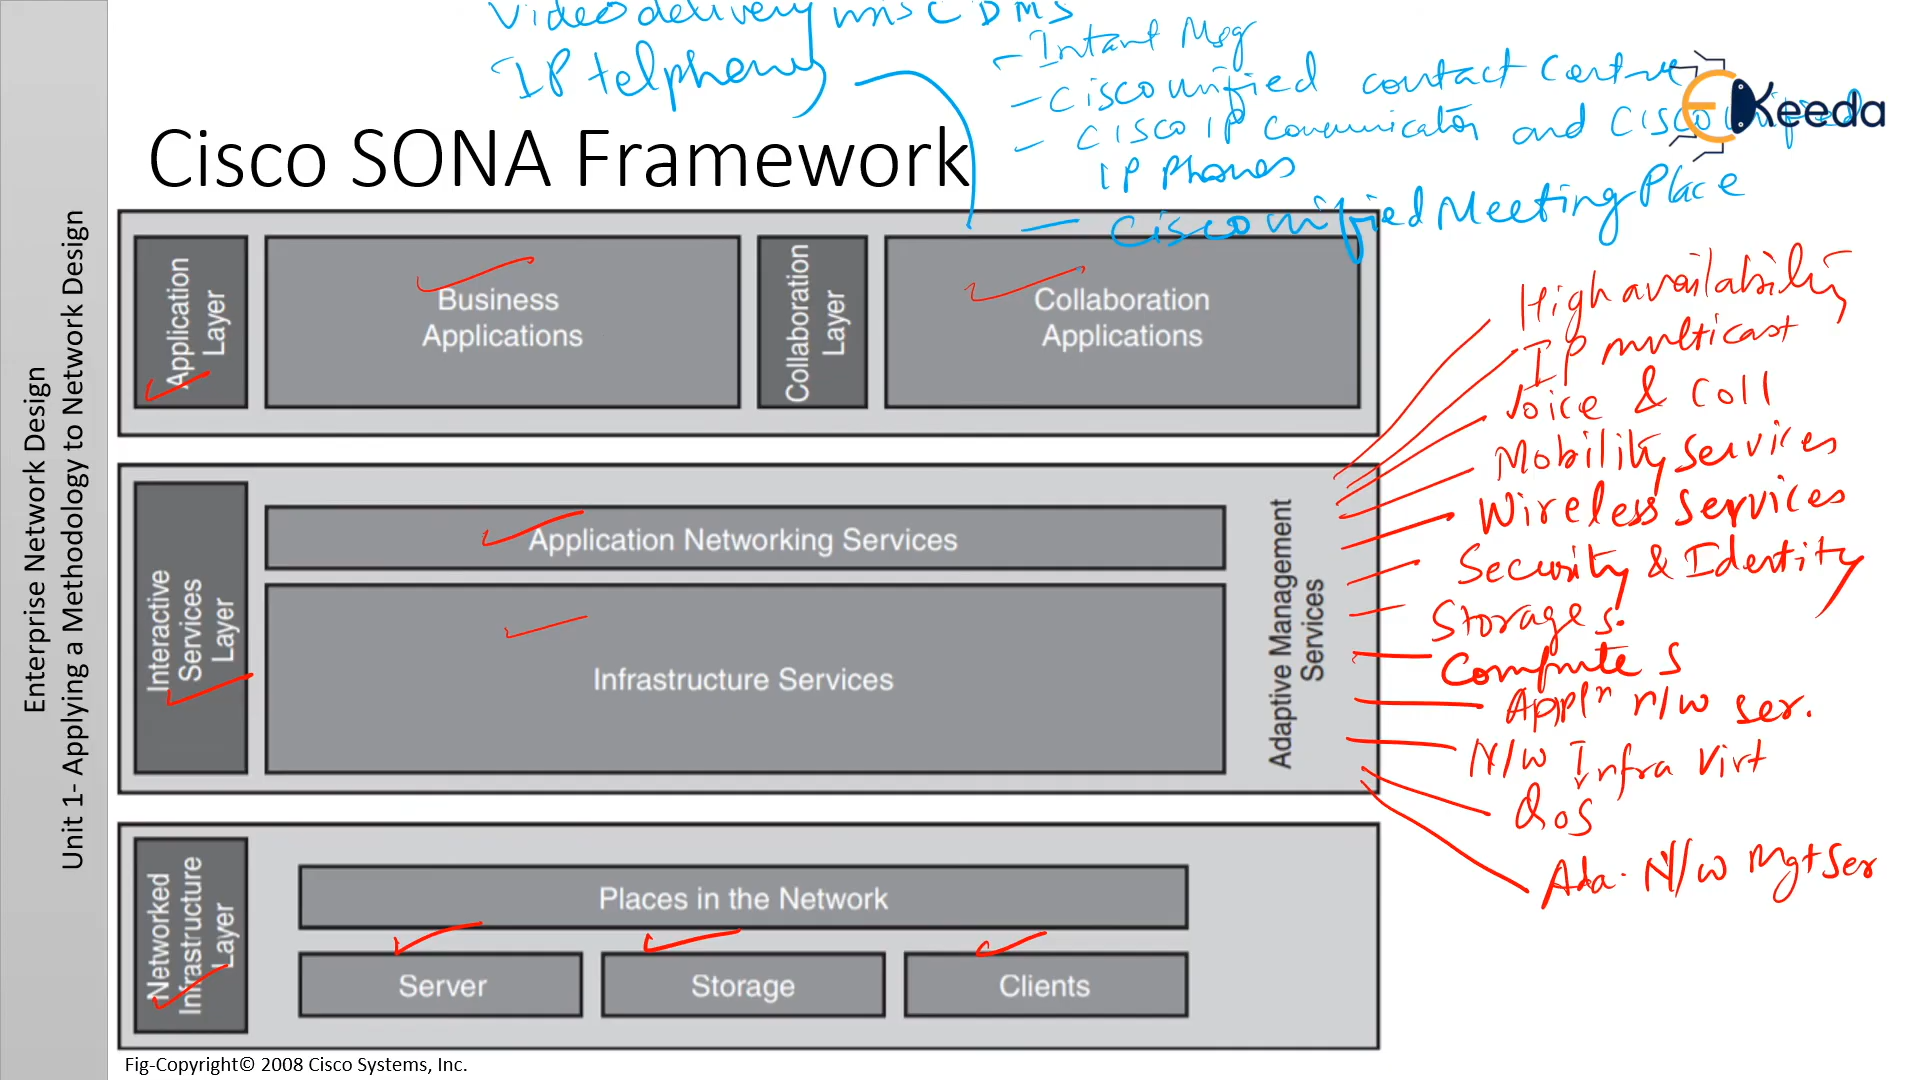 Video delivery
IP telphony
- Intant Msg
- Cisco unified contact Centre
- CISCO IP Communicator and Cisco unified
IP Phones
- Cisco unified Meeting Place
Keeda
Cisco SONA Framework
Enterprise Network Design
Unit 1- Applying a Methodology to Network Design
Application
Layer
Business
Applications
Collaboration
Layer
Collaboration
Applications
Interactive
Services
Layer
Application Networking Services
Infrastructure Services
Adaptive Management
Services
Networked
Infrastructure
Layer
Places in the Network
Server
Storage
Clients
High availability
IP multicast
Voice & Coll
Mobility Services
Wireless Services
Security & Identity
Storage S.
Compute S
Appln n/w ser.
N/w Infra Virt
QoS
Ada. N/w Mgt Ser
Fig-Copyright© 2008 Cisco Systems, Inc.